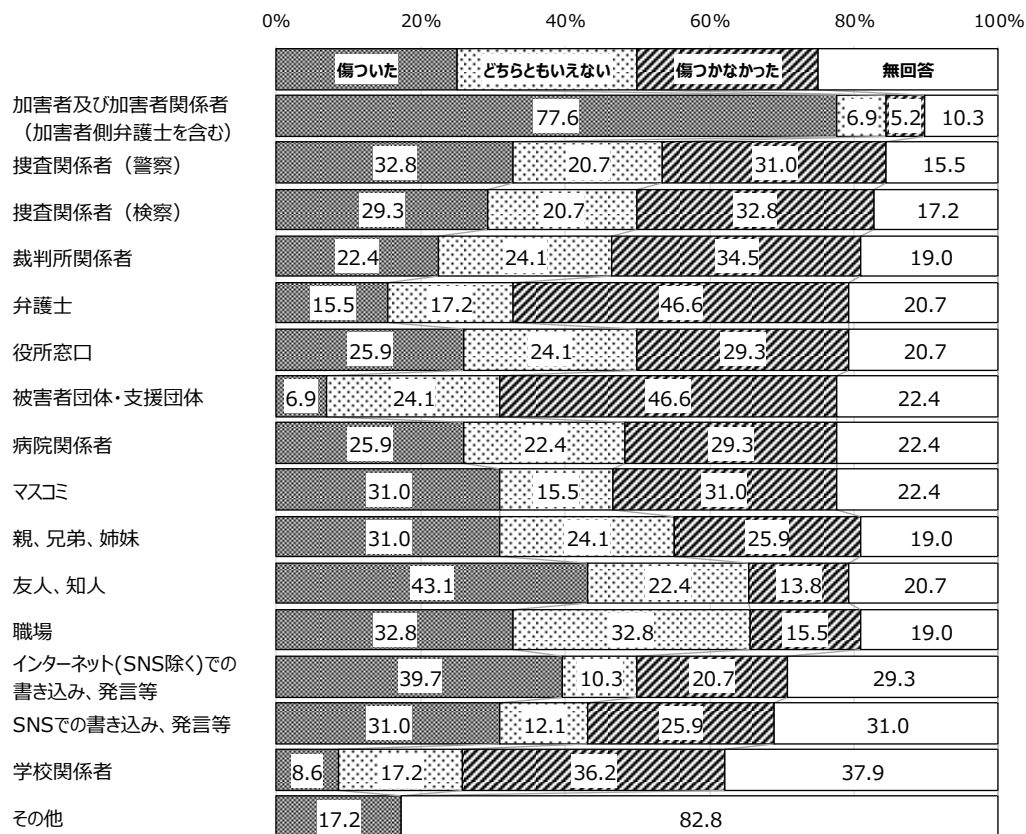 0% 20% 40% 60% 80% 100%
傷ついた どちらともいえない 傷つかなかった 無回答
加害者及び加害者関係者
（加害者側弁護士を含む） 77.6 6.9 5.2 10.3
捜査関係者（警察） 32.8 20.7 31.0 15.5
捜査関係者（検察） 29.3 20.7 32.8 17.2
裁判所関係者 22.4 24.1 34.5 19.0
弁護士 15.5 17.2 46.6 20.7
役所窓口 25.9 24.1 29.3 20.7
被害者団体・支援団体 6.9 24.1 46.6 22.4
病院関係者 25.9 22.4 29.3 22.4
マスコミ 31.0 15.5 31.0 22.4
親、兄弟、姉妹 31.0 24.1 25.9 19.0
友人、知人 43.1 22.4 13.8 20.7
職場 32.8 32.8 15.5 19.0
インターネット(SNS除く)での
書き込み、発言等 39.7 10.3 20.7 29.3
SNSでの書き込み、発言等 31.0 12.1 25.9 31.0
学校関係者 8.6 17.2 36.2 37.9
その他 17.2 82.8